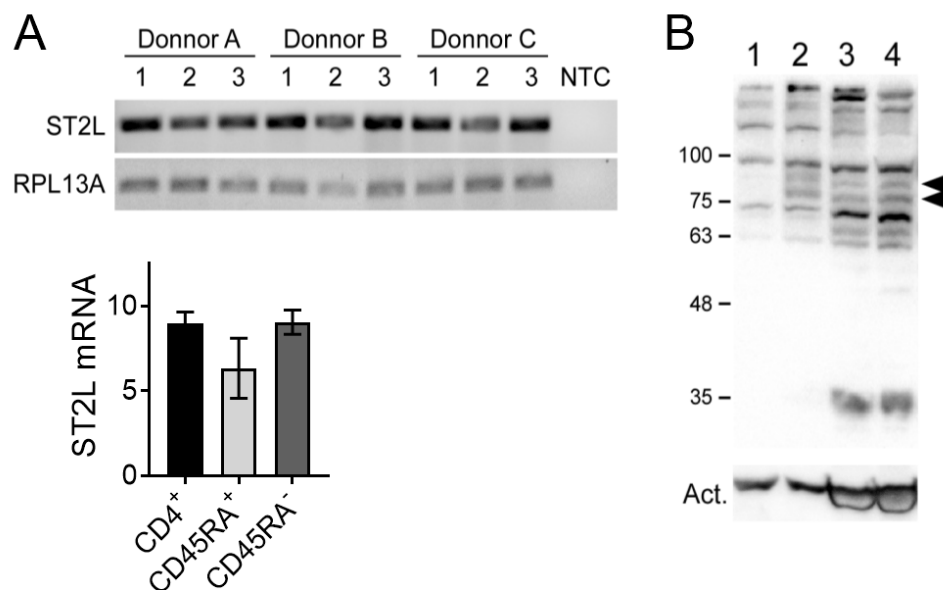 A
Donnor A Donnor B Donnor C
1 2 3 1 2 3 1 2 3 NTC
ST2L
RPL13A
ST2L mRNA
10
5
0
CD4⁺
CD45RA⁺
CD45RA⁻
B
1 2 3 4
100
75
63
48
35
Act.